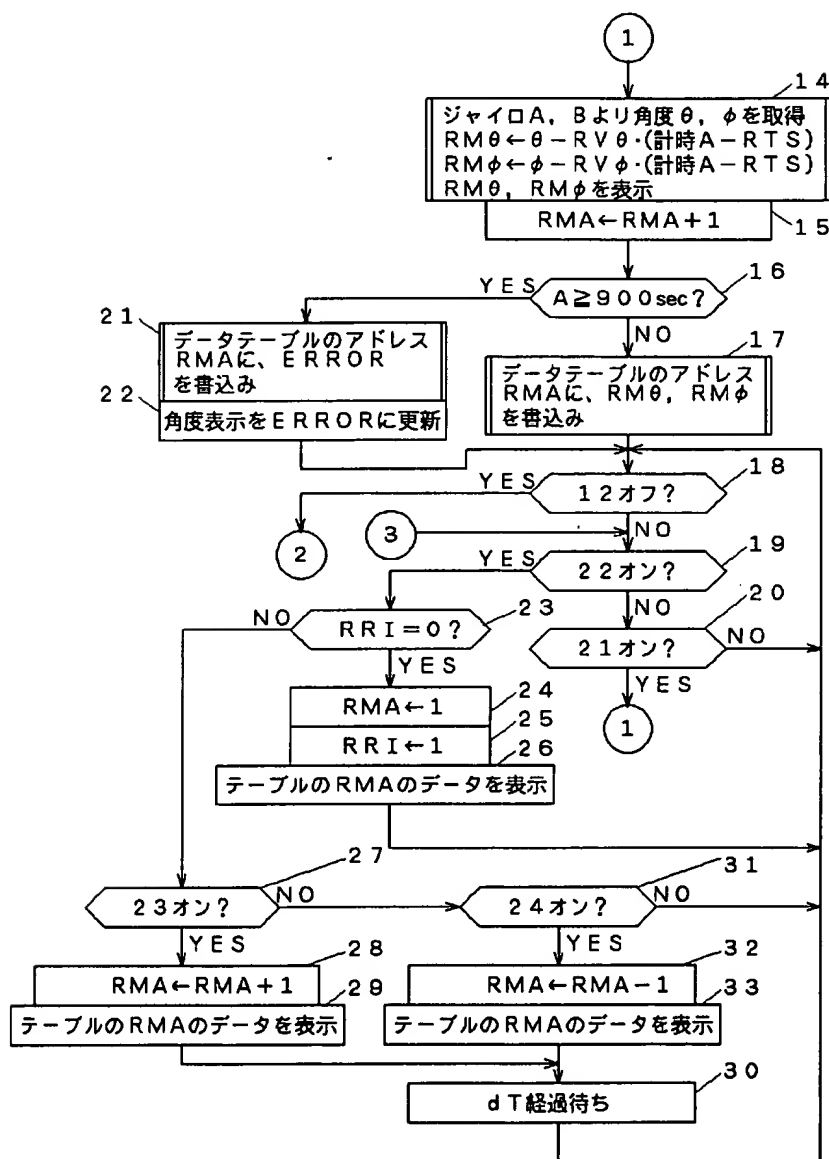 1
14
ジャイロA, Bより角度θ, φを取得
RMθ←θ-RVθ·(計時A-RTS)
RMφ←φ-RVφ·(計時A-RTS)
RMθ, RMφを表示
RMA←RMA+1
15
16
A≧900sec?
YES
NO
21
データテーブルのアドレス
RMAに、ERROR
を書込み
22
角度表示をERRORに更新
17
データテーブルのアドレス
RMAに、RMθ, RMφ
を書込み
18
12オフ?
YES
NO
2
3
19
22オン?
YES
NO
23
RRI=0?
NO
YES
20
21オン?
NO
YES
1
24
RMA←1
25
RRI←1
26
テーブルのRMAのデータを表示
27
23オン?
NO
YES
31
24オン?
NO
YES
28
RMA←RMA+1
29
テーブルのRMAのデータを表示
32
RMA←RMA-1
33
テーブルのRMAのデータを表示
30
dT経過待ち